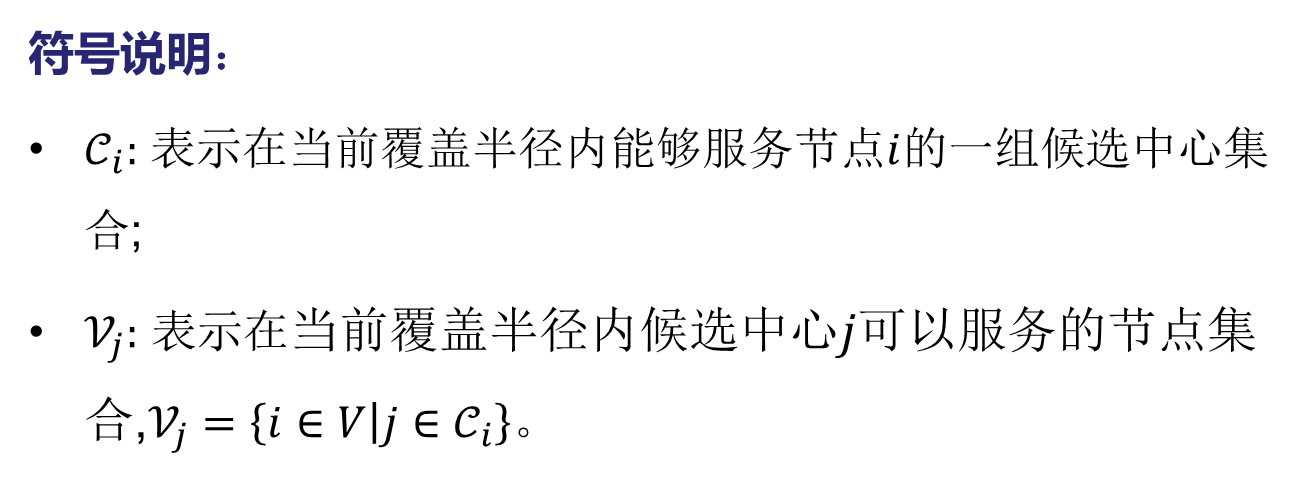 符号说明：
• 𝒞ᵢ: 表示在当前覆盖半径内能够服务节点i的一组候选中心集
合;
• 𝒱ⱼ: 表示在当前覆盖半径内候选中心j可以服务的节点集
合,𝒱ⱼ = {i ∈ V|j ∈ 𝒞ᵢ}。